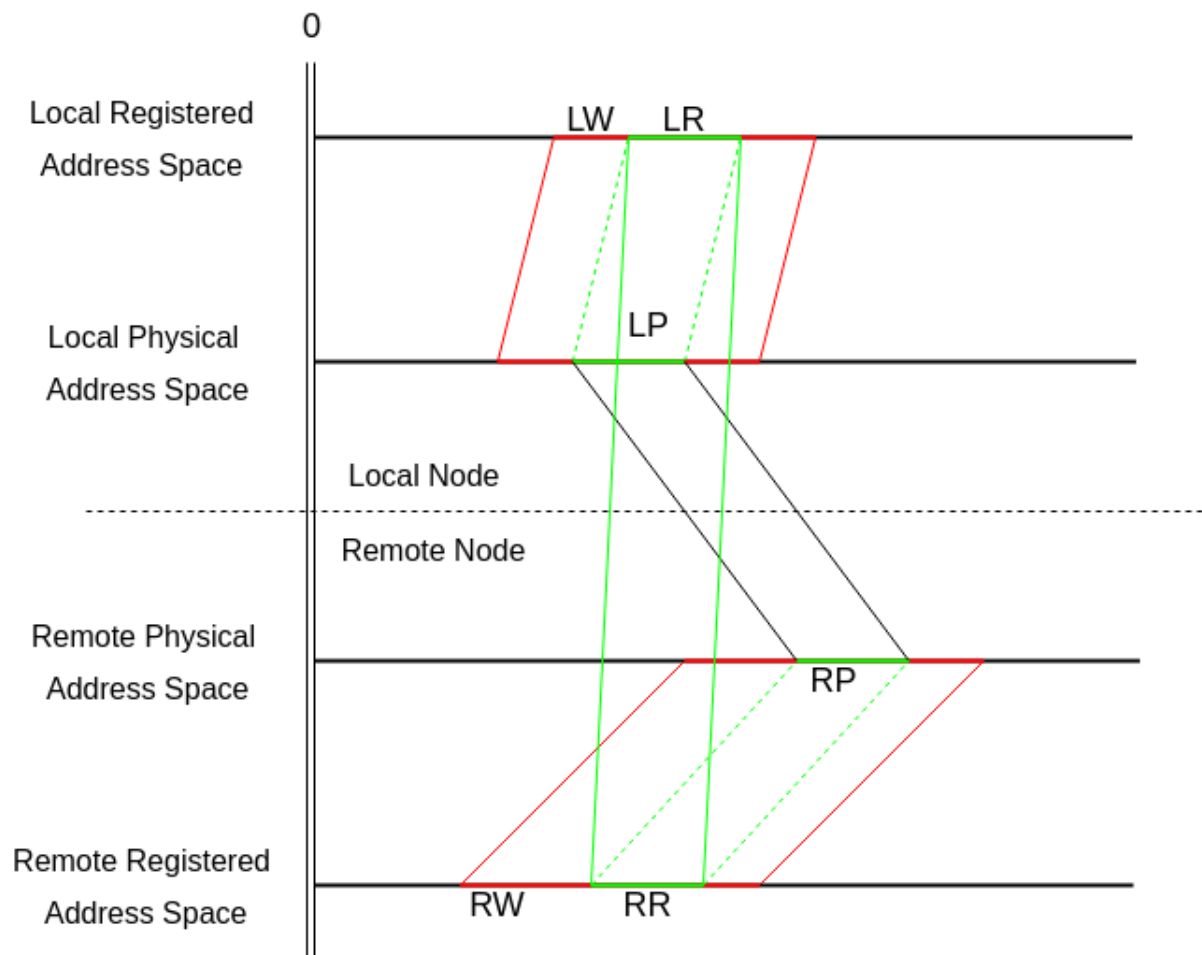 0
Local Registered
Address Space
LW LR
Local Physical
Address Space
LP
Local Node
Remote Node
Remote Physical
Address Space
RP
Remote Registered
Address Space
RW RR